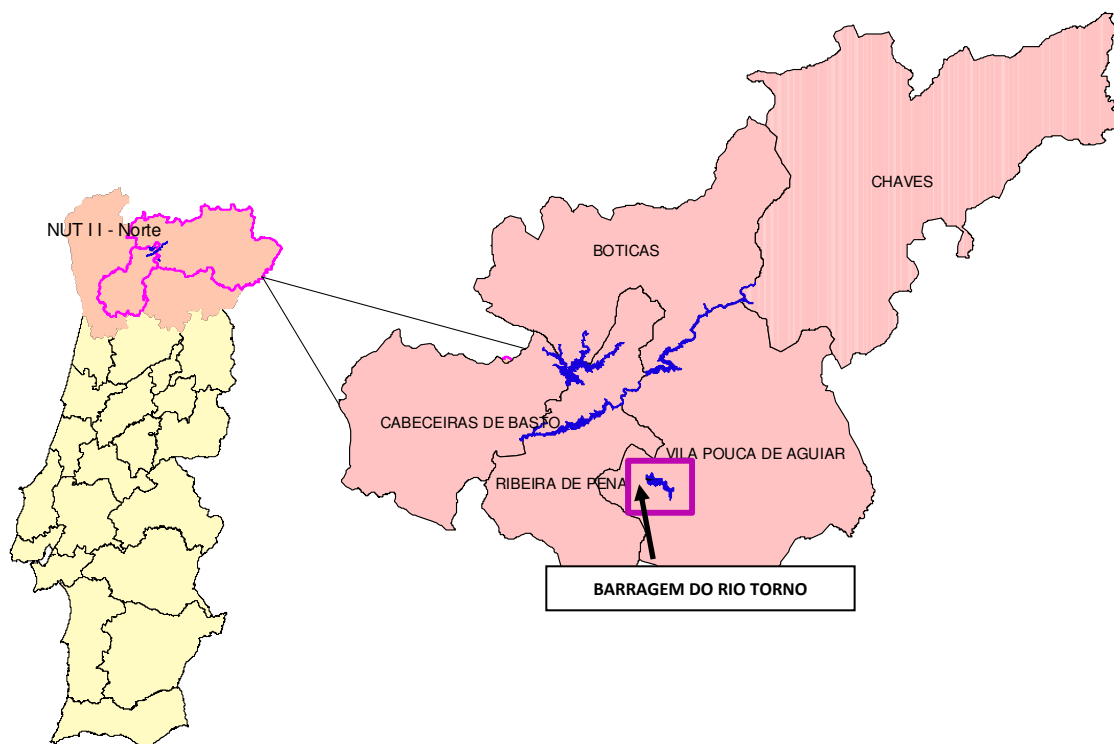 NUT I I - Norte
CHAVES
BOTICAS
CABECEIRAS DE BASTO
VILA POUCA DE AGUIAR
RIBEIRA DE PENA
BARRAGEM DO RIO TORNO